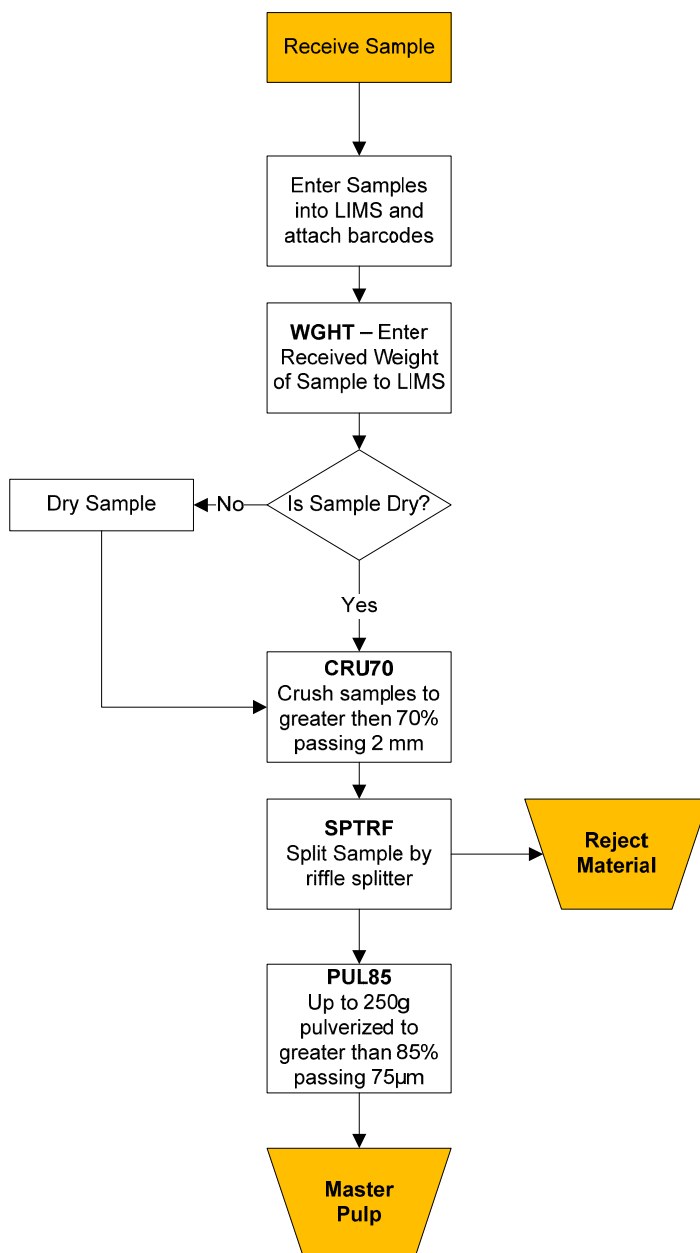 Receive Sample
Enter Samples
into LIMS and
attach barcodes
WGHT – Enter
Received Weight
of Sample to LIMS
Is Sample Dry?
No
Dry Sample
Yes
CRU70
Crush samples to
greater then 70%
passing 2 mm
SPTRF
Split Sample by
riffle splitter
Reject
Material
PUL85
Up to 250g
pulverized to
greater than 85%
passing 75µm
Master
Pulp